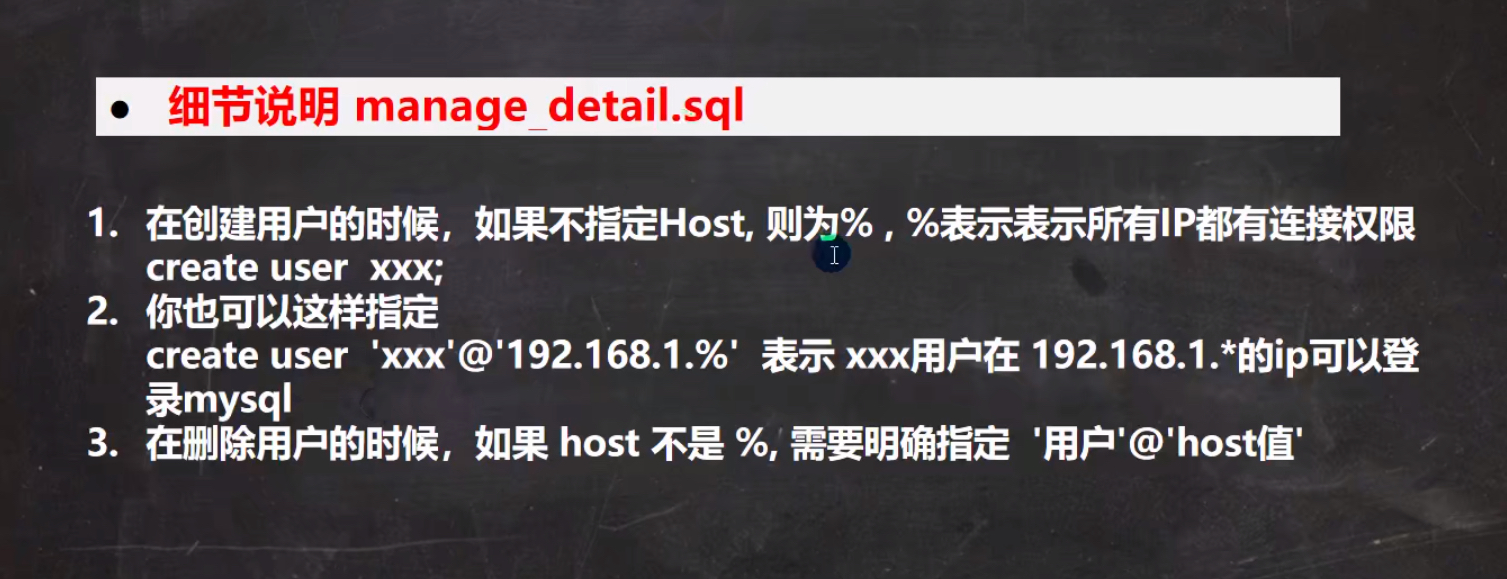 ● 细节说明 manage_detail.sql
1. 在创建用户的时候，如果不指定Host, 则为% , %表示表示所有IP都有连接权限
create user  xxx;
2. 你也可以这样指定
create user  'xxx'@'192.168.1.%'  表示 xxx用户在 192.168.1.*的ip可以登
录mysql
3. 在删除用户的时候，如果 host 不是 %, 需要明确指定  '用户'@'host值'